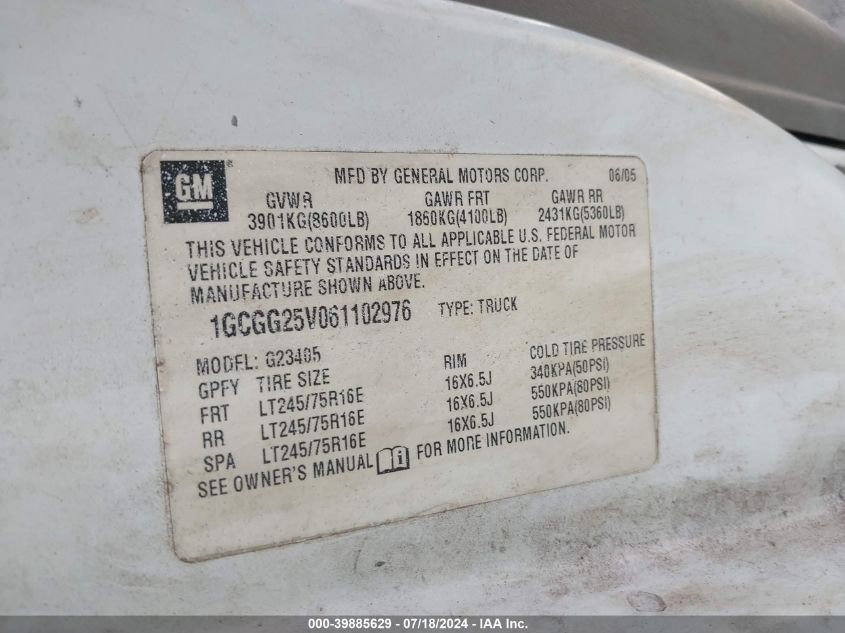 GM® MFD BY GENERAL MOTORS CORP. 06/05
GVWR GAWR FRT GAWR RR
3901KG(8600LB) 1860KG(4100LB) 2431KG(5360LB)
THIS VEHICLE CONFORMS TO ALL APPLICABLE U.S. FEDERAL MOTOR
VEHICLE SAFETY STANDARDS IN EFFECT ON THE DATE OF
MANUFACTURE SHOWN ABOVE.
1GCGG25V061102976 TYPE: TRUCK
MODEL: G23405
GPFY TIRE SIZE RIM COLD TIRE PRESSURE
FRT LT245/75R16E 16X6.5J 340KPA(50PSI)
RR LT245/75R16E 16X6.5J 550KPA(80PSI)
SPA LT245/75R16E 16X6.5J 550KPA(80PSI)
SEE OWNER'S MANUAL FOR MORE INFORMATION.
000-39885629 - 07/18/2024 - IAA Inc.